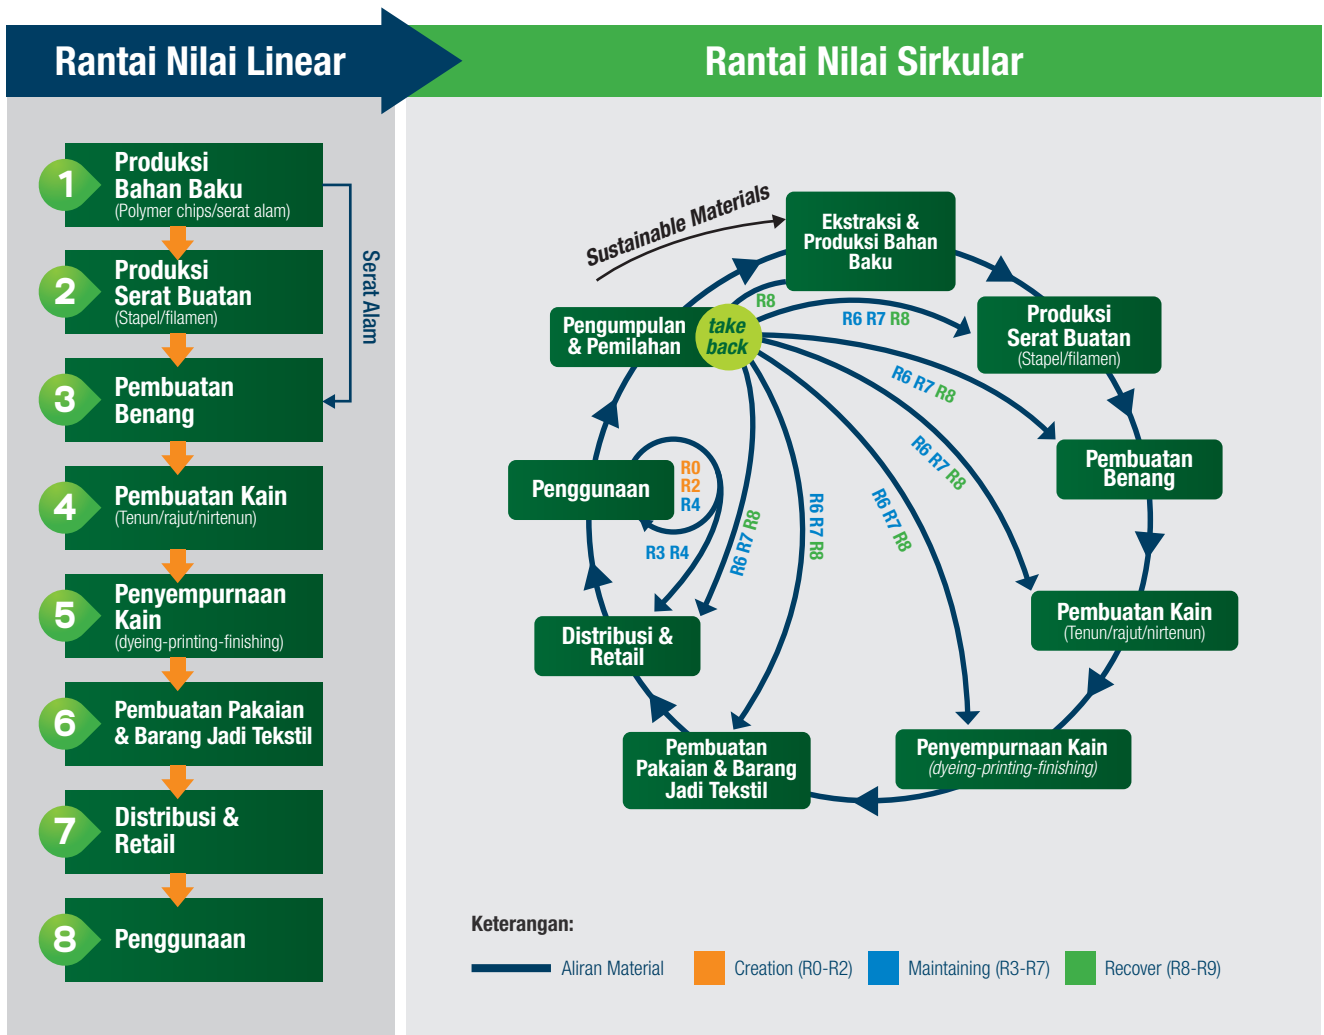 Rantai Nilai Linear
1
Produksi
Bahan Baku
(Polymer chips/serat alam)
2
Produksi
Serat Buatan
(Stapel/filamen)
Serat Alam
3
Pembuatan
Benang
4
Pembuatan Kain
(Tenun/rajut/nirtenun)
5
Penyempurnaan
Kain
(dyeing-printing-finishing)
6
Pembuatan Pakaian
& Barang Jadi Tekstil
7
Distribusi &
Retail
8
Penggunaan
Rantai Nilai Sirkular
Sustainable Materials
Ekstraksi &
Produksi Bahan
Baku
Produksi
Serat Buatan
(Stapel/filamen)
Pembuatan
Benang
Pembuatan Kain
(Tenun/rajut/nirtenun)
Penyempurnaan Kain
(dyeing-printing-finishing)
Pembuatan
Pakaian & Barang
Jadi Tekstil
Distribusi &
Retail
Penggunaan
Pengumpulan
& Pemilahan
take
back
R8
R6 R7 R8
R6 R7 R8
R6 R7 R8
R6 R7 R8
R6 R7 R8
R6 R7 R8
R0
R2
R4
R3 R4
Keterangan:
Aliran Material
Creation (R0-R2)
Maintaining (R3-R7)
Recover (R8-R9)